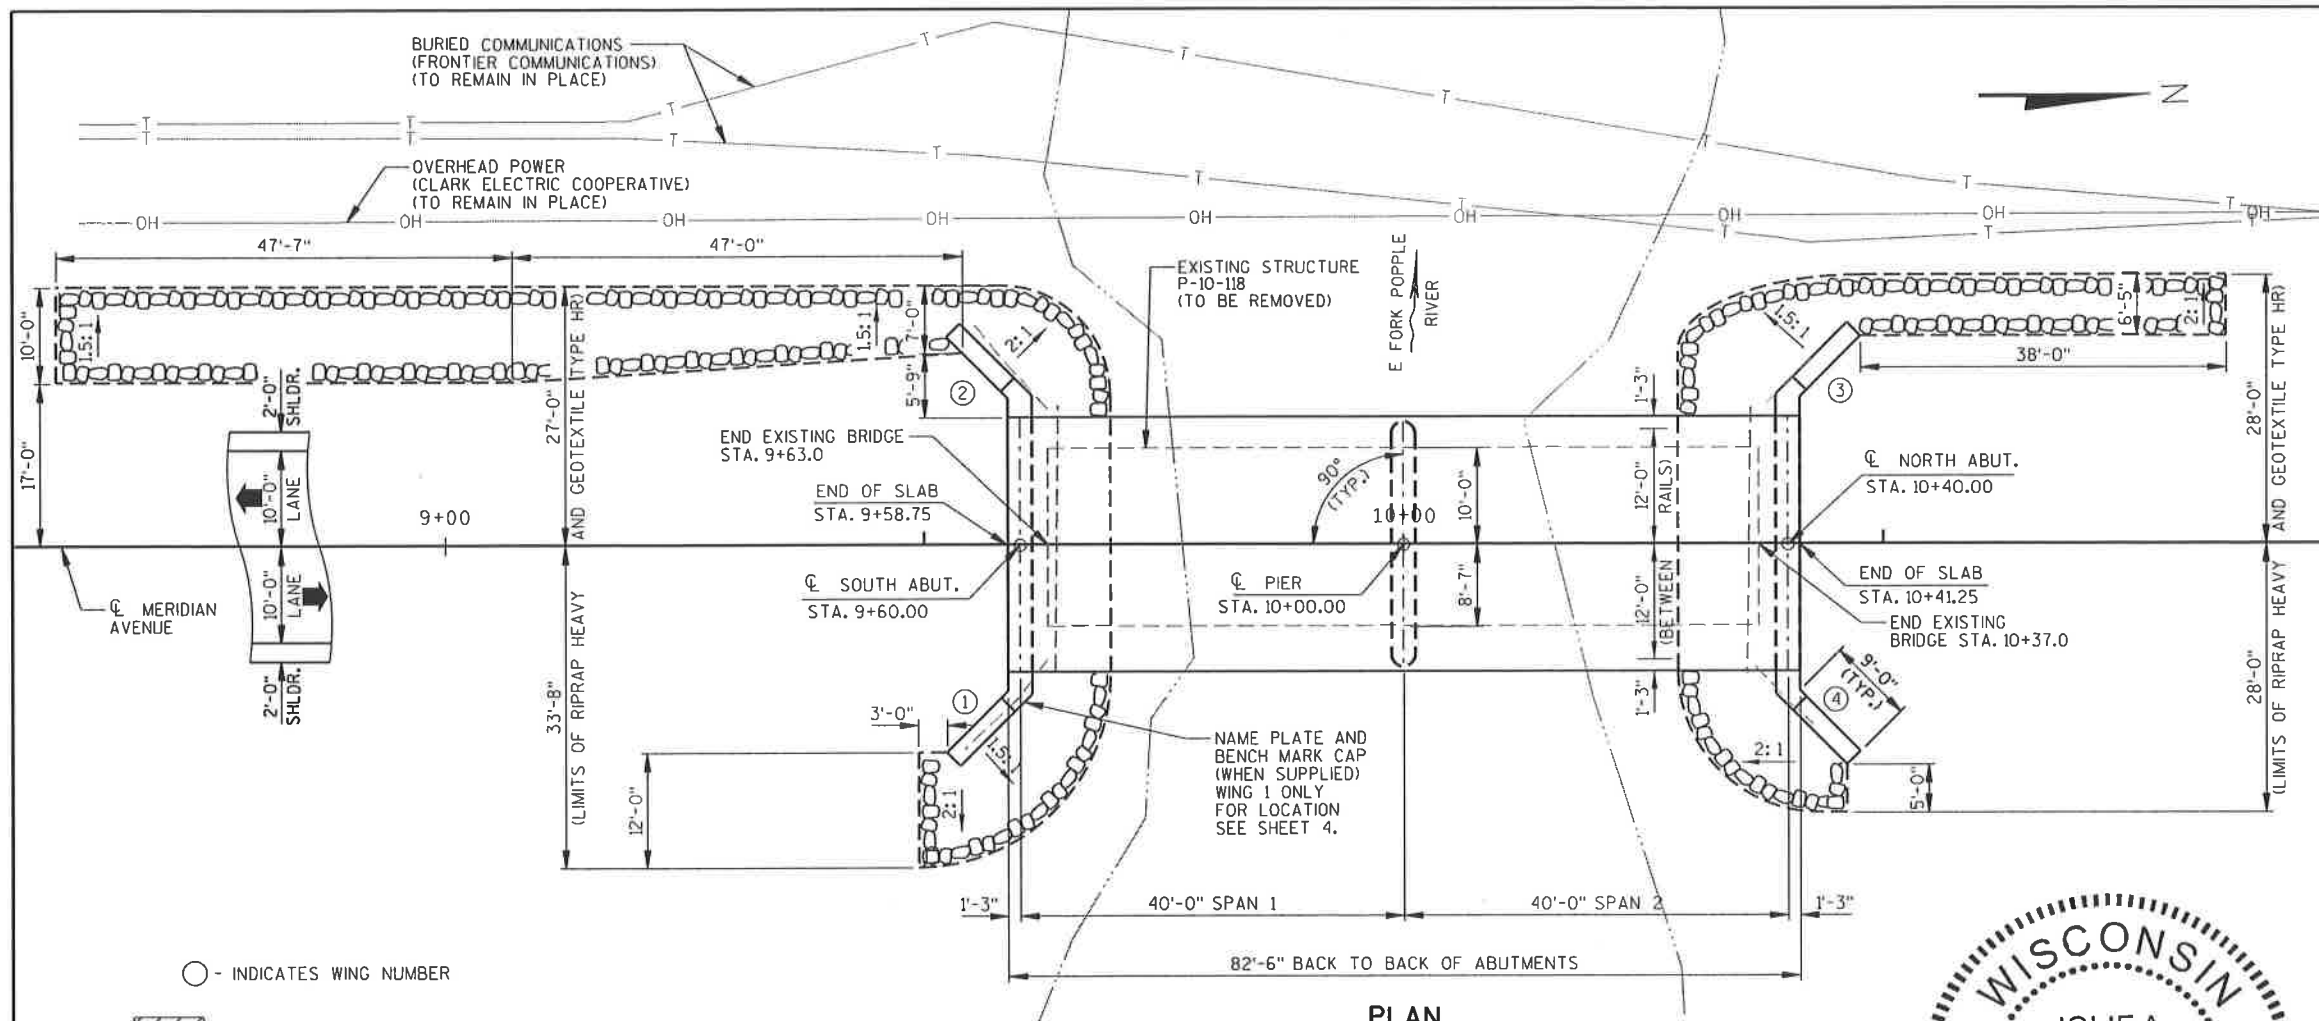 BURIED COMMUNICATIONS
(FRONTIER COMMUNICATIONS)
(TO REMAIN IN PLACE)
T
T
T
T
T
T
T
N
T
T
T
T
T
T
T
T
T
T
T
T
T
OVERHEAD POWER
(CLARK ELECTRIC COOPERATIVE)
(TO REMAIN IN PLACE)
OH
OH
OH
OH
OH
OH
OH
OH
OH
47'-7"
47'-0"
EXISTING STRUCTURE
P-10-118
(TO BE REMOVED)
E FORK POPPLE
RIVER
10'-0"
1.5:1
1.5:1
7'-0"
2:1
1.5:1
6'-5"
2:1
38'-0"
2'-0"
SHLDR.
5'-9"
2
3
1'-3"
17'-0"
10'-0"
LANE
27'-0"
AND GEOTEXTILE (TYPE HR)
END EXISTING BRIDGE
STA. 9+63.0
END OF SLAB
STA. 9+58.75
90°
(TYP.)
10'-0"
12'-0"
RAILS)
℄ NORTH ABUT.
STA. 10+40.00
28'-0"
AND GEOTEXTILE TYPE HR)
9+00
10+00
℄ MERIDIAN
AVENUE
10'-0"
LANE
℄ SOUTH ABUT.
STA. 9+60.00
℄ PIER
STA. 10+00.00
8'-7"
12'-0"
(BETWEEN
END OF SLAB
STA. 10+41.25
END EXISTING
BRIDGE STA. 10+37.0
2'-0"
SHLDR.
33'-8"
(LIMITS OF RIPRAP HEAVY
3'-0"
1
1.5:1
1'-3"
9'-0"
(TYP.)
4
28'-0"
(LIMITS OF RIPRAP HEAVY
12'-0"
2:1
NAME PLATE AND
BENCH MARK CAP
(WHEN SUPPLIED)
WING 1 ONLY
FOR LOCATION
SEE SHEET 4.
2:1
5'-0"
1'-3"
40'-0" SPAN 1
40'-0" SPAN 2
1'-3"
82'-6" BACK TO BACK OF ABUTMENTS
- INDICATES WING NUMBER
PLAN
WISCONSIN